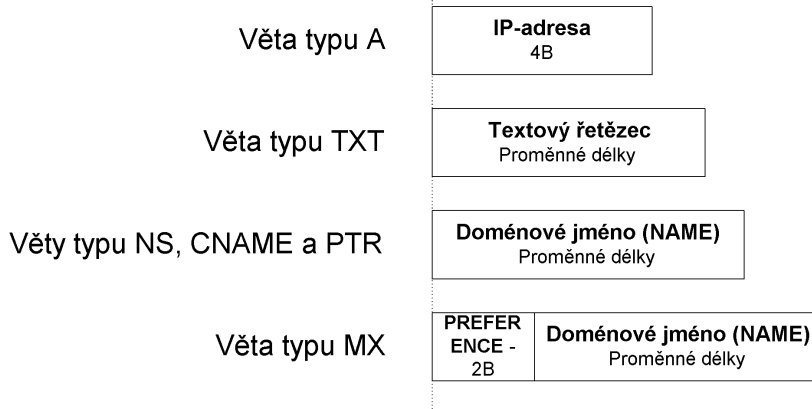 Věta typu A
IP-adresa
4B
Věta typu TXT
Textový řetězec
Proměnné délky
Věty typu NS, CNAME a PTR
Doménové jméno (NAME)
Proměnné délky
Věta typu MX
PREFER
ENCE -
2B
Doménové jméno (NAME)
Proměnné délky